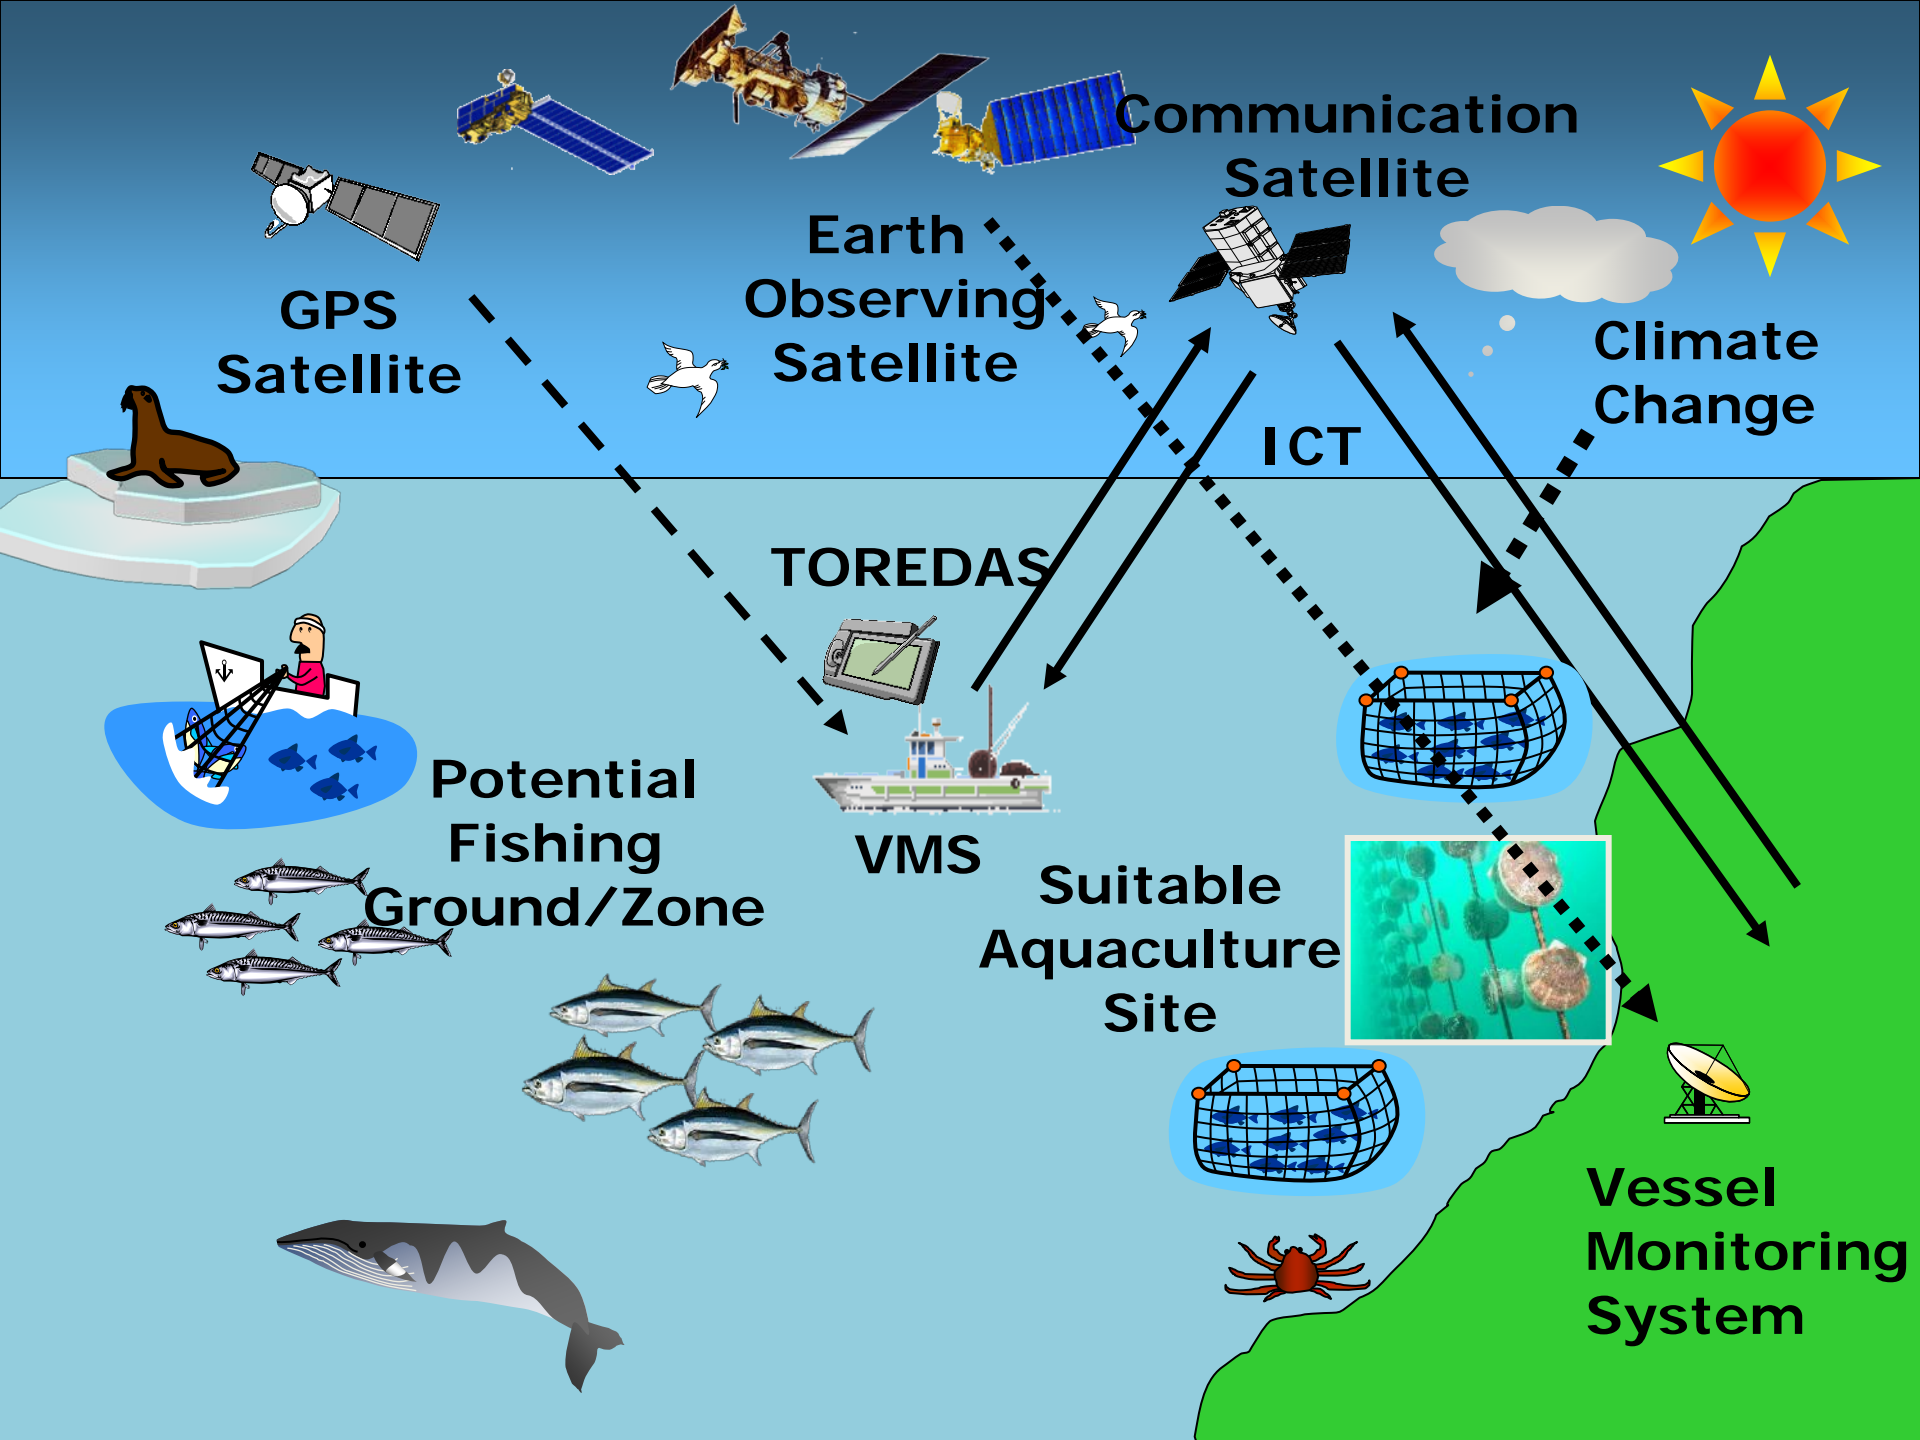 Communication
Satellite
Earth
Observing
Satellite
GPS
Satellite
Climate
Change
ICT
TOREDAS
Potential
Fishing
Ground/Zone
VMS
Suitable
Aquaculture
Site
Vessel
Monitoring
System